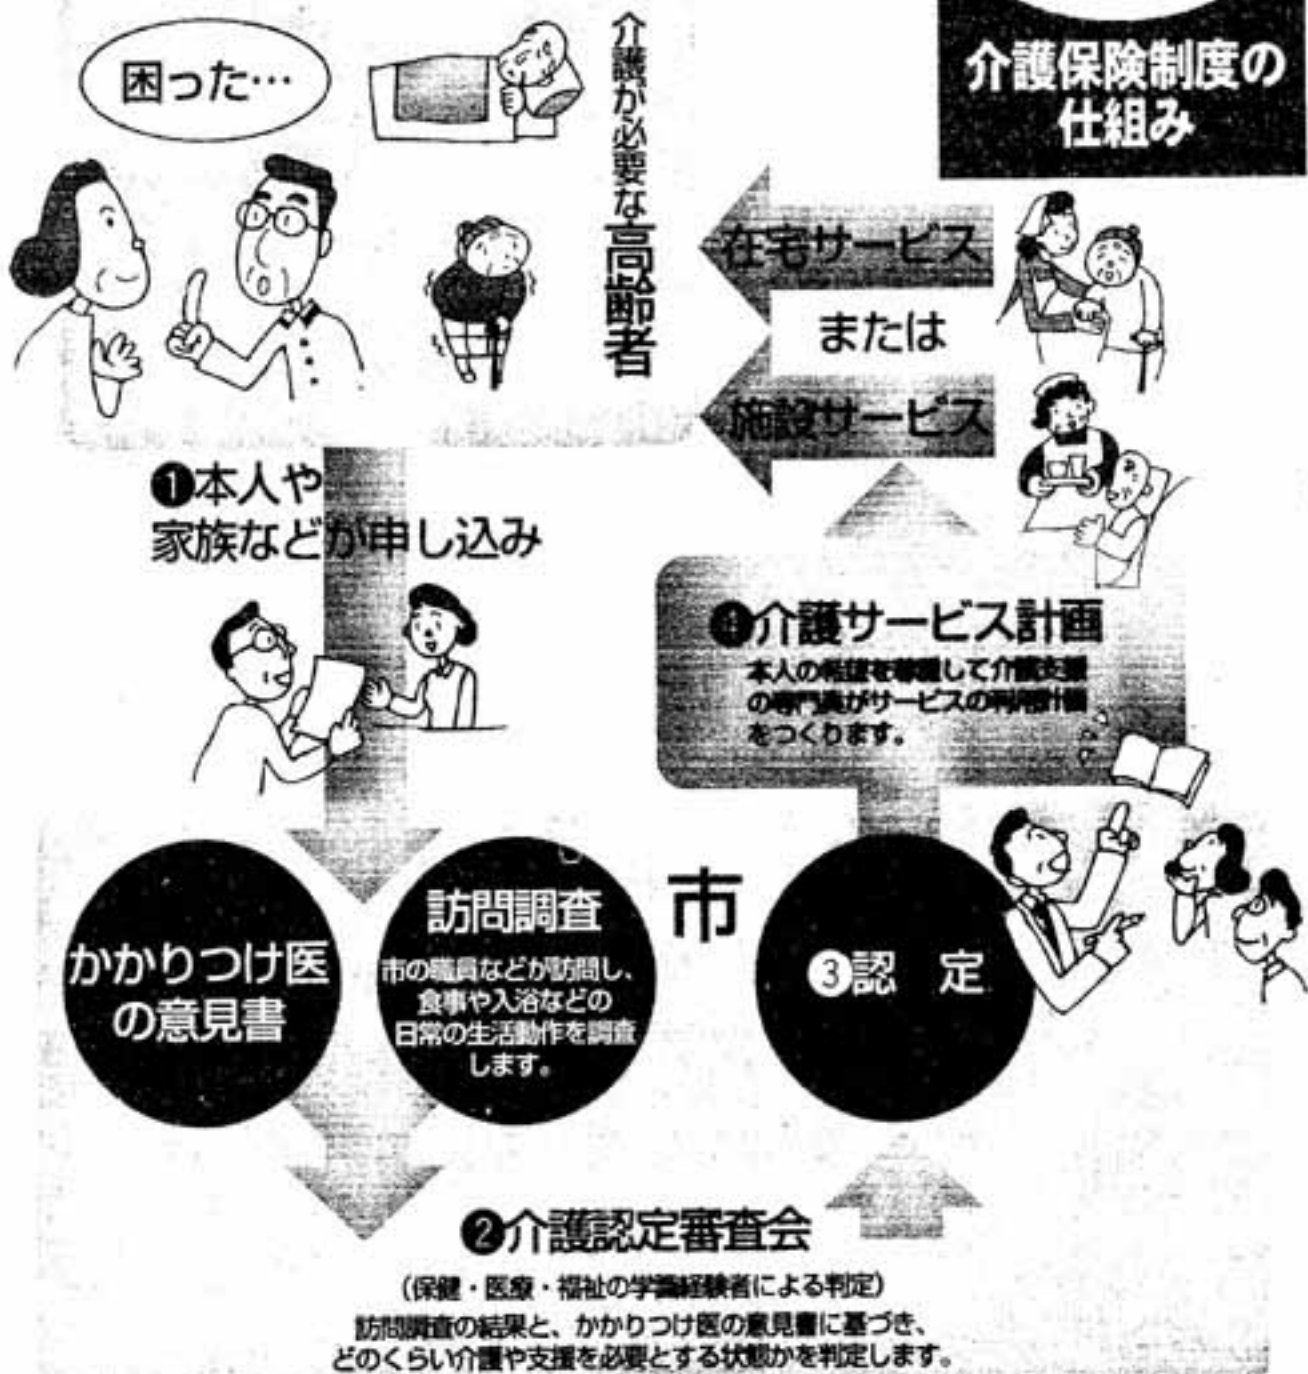 介護保険制度の
仕組み
困った…
介護が必要な高齢者
在宅サービス
または
施設サービス
❶本人や
家族などが申し込み
❹介護サービス計画
本人の希望を尊重して介護支援
の専門員がサービスの利用計画
をつくります。
かかりつけ医
の意見書
訪問調査
市の職員などが訪問し、
食事や入浴などの
日常の生活動作を調査
します。
市
❸認　定
❷介護認定審査会
(保健・医療・福祉の学識経験者による判定)
訪問調査の結果と、かかりつけ医の意見書に基づき、
どのくらい介護や支援を必要とする状態かを判定します。